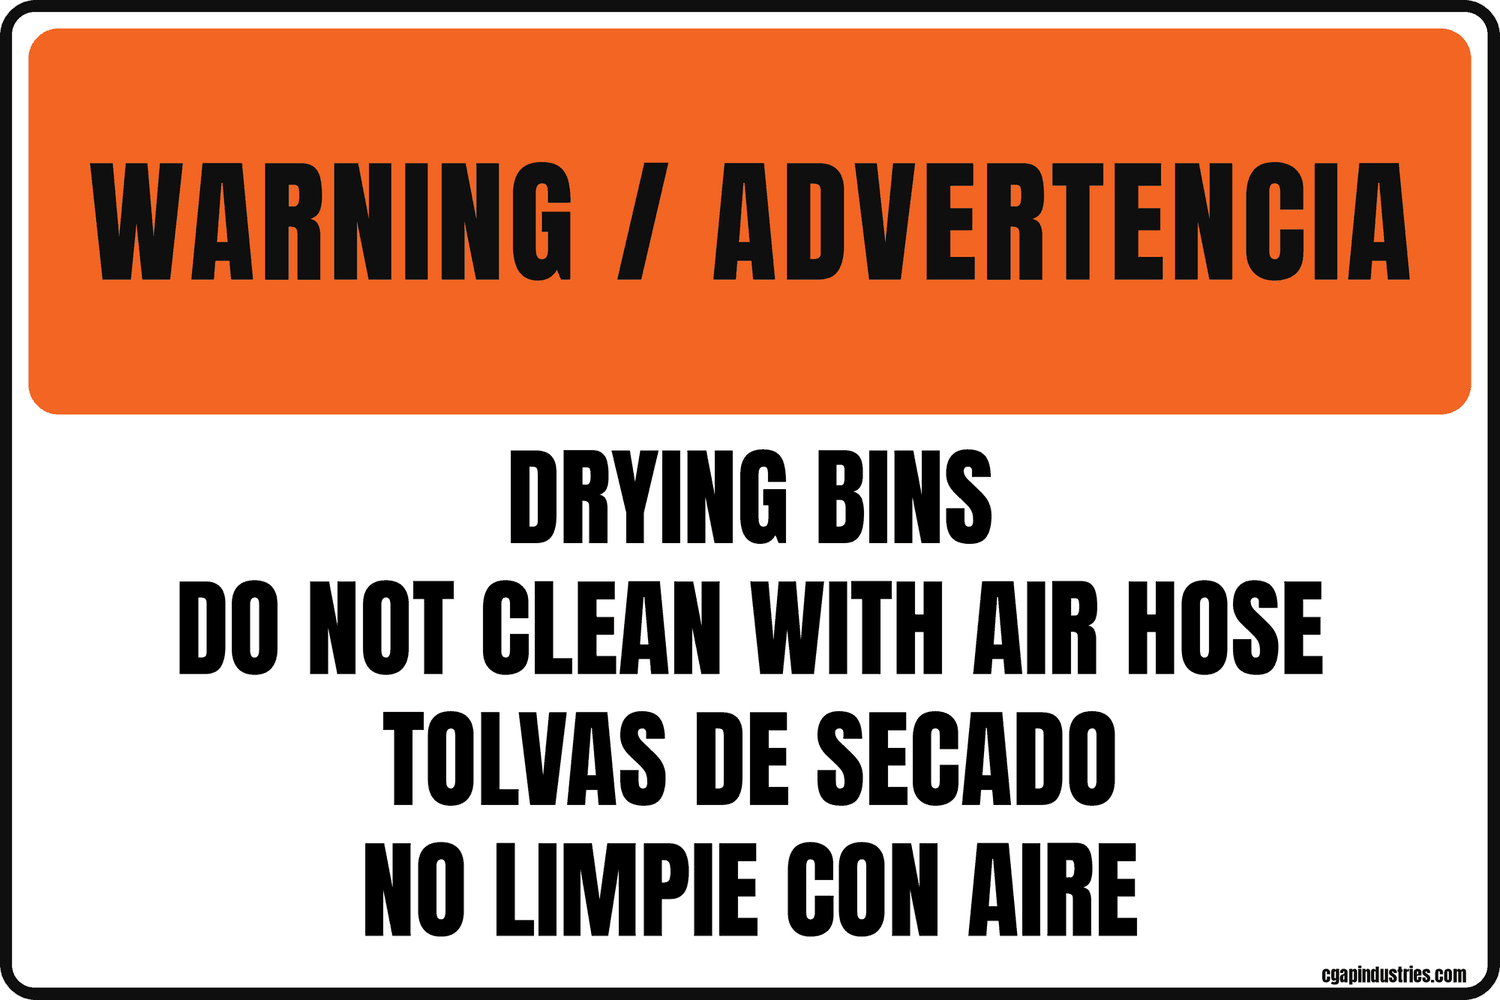 WARNING / ADVERTENCIA
DRYING BINS
DO NOT CLEAN WITH AIR HOSE
TOLVAS DE SECADO
NO LIMPIE CON AIRE
cgapindustries.com